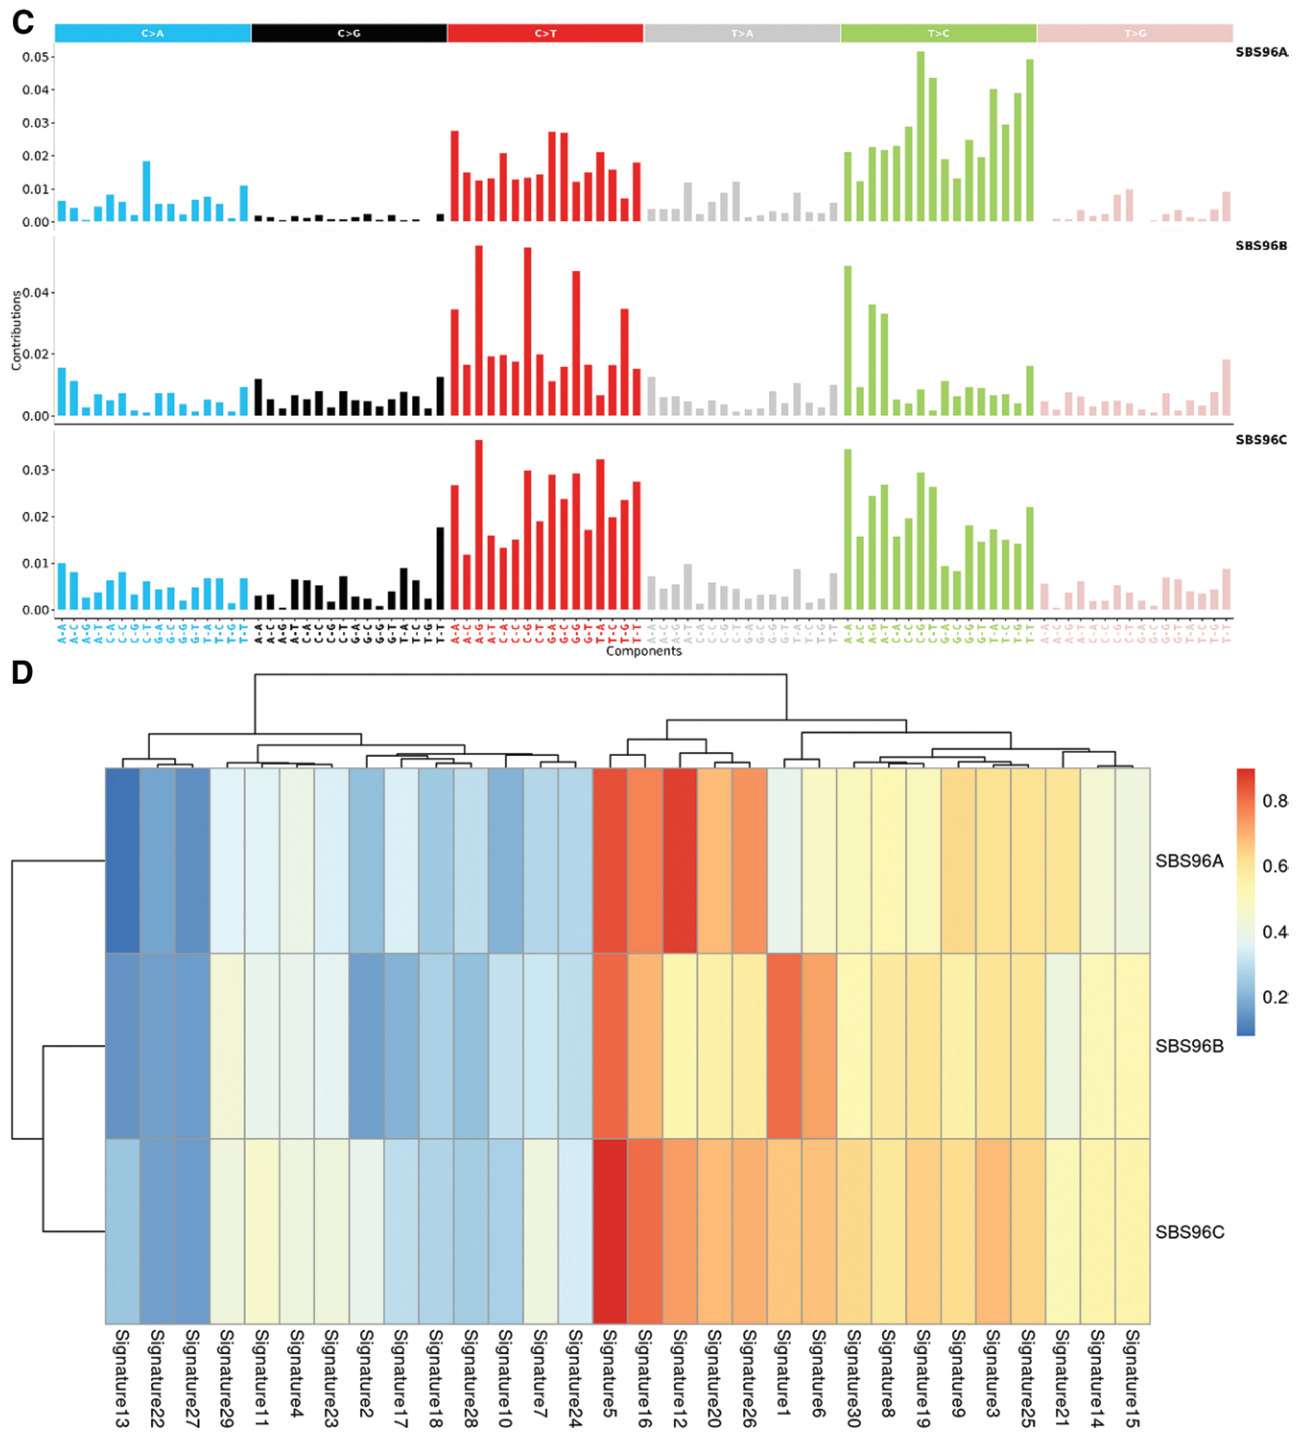 C
C>A C>G C>T T>A T>C T>G
SBS96A
0.05
0.04
0.03
0.02
0.01
0.00
SBS96B
0.04
0.02
0.00
Contributions
SBS96C
0.03
0.02
0.01
0.00
A-A A-C A-G A-T C-A C-C C-G C-T G-A G-C G-G G-T T-A T-C T-G T-T A-A A-C A-G A-T C-A C-C C-G C-T G-A G-C G-G G-T T-A T-C T-G T-T A-A A-C A-G A-T C-A C-C C-G C-T G-A G-C G-G G-T T-A T-C T-G T-T A-A A-C A-G A-T C-A C-C C-G C-T G-A G-C G-G G-T T-A T-C T-G T-T A-A A-C A-G A-T C-A C-C C-G C-T G-A G-C G-G G-T T-A T-C T-G T-T A-A A-C A-G A-T C-A C-C C-G C-T G-A G-C G-G G-T T-A T-C T-G T-T
Components
D
SBS96A
SBS96B
SBS96C
0.8
0.6
0.4
0.2
Signature13
Signature22
Signature27
Signature29
Signature11
Signature4
Signature23
Signature2
Signature17
Signature18
Signature28
Signature10
Signature7
Signature24
Signature5
Signature16
Signature12
Signature20
Signature26
Signature1
Signature6
Signature30
Signature8
Signature19
Signature9
Signature3
Signature25
Signature21
Signature14
Signature15